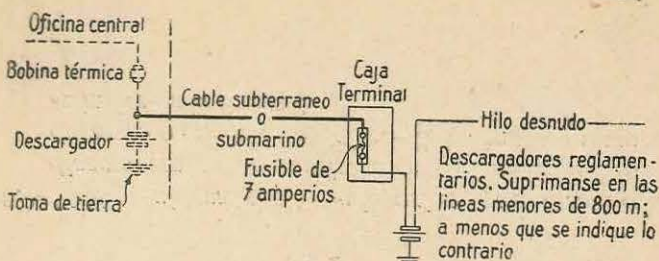 Oficina central
Bobina térmica
Descargador
Toma de tierra
Cable subterraneo
o
submarino
Caja
Terminal
Fusible de
7 amperios
Hilo desnudo
Descargadores reglamen-
tarios. Suprimanse en las
lineas menores de 800 m;
a menos que se indique lo
contrario